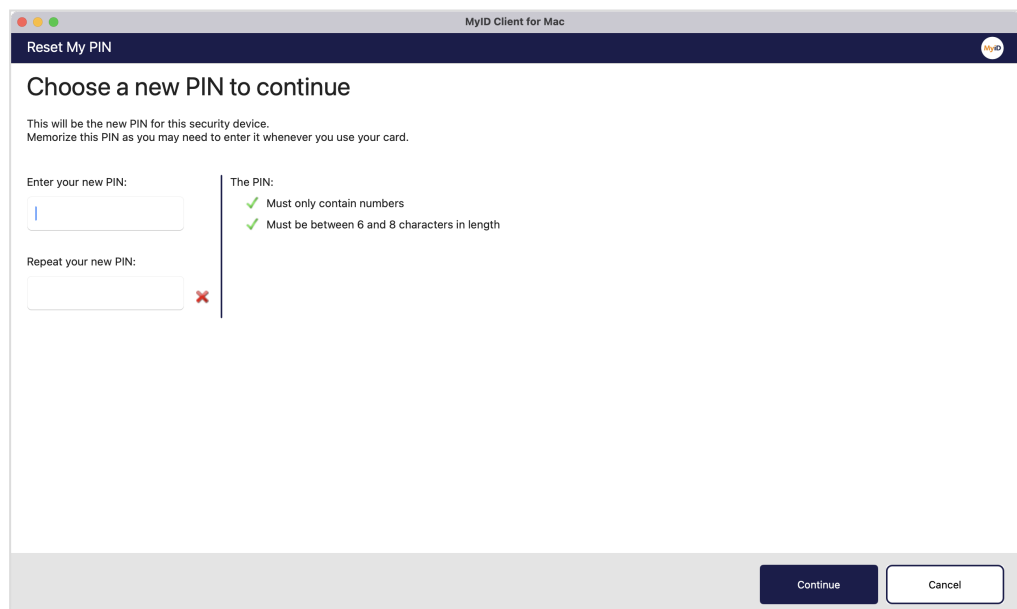 MyID Client for Mac
Reset My PIN
MyID
Choose a new PIN to continue
This will be the new PIN for this security device.
Memorize this PIN as you may need to enter it whenever you use your card.
Enter your new PIN:
Repeat your new PIN:
The PIN:
Must only contain numbers
Must be between 6 and 8 characters in length
Continue
Cancel